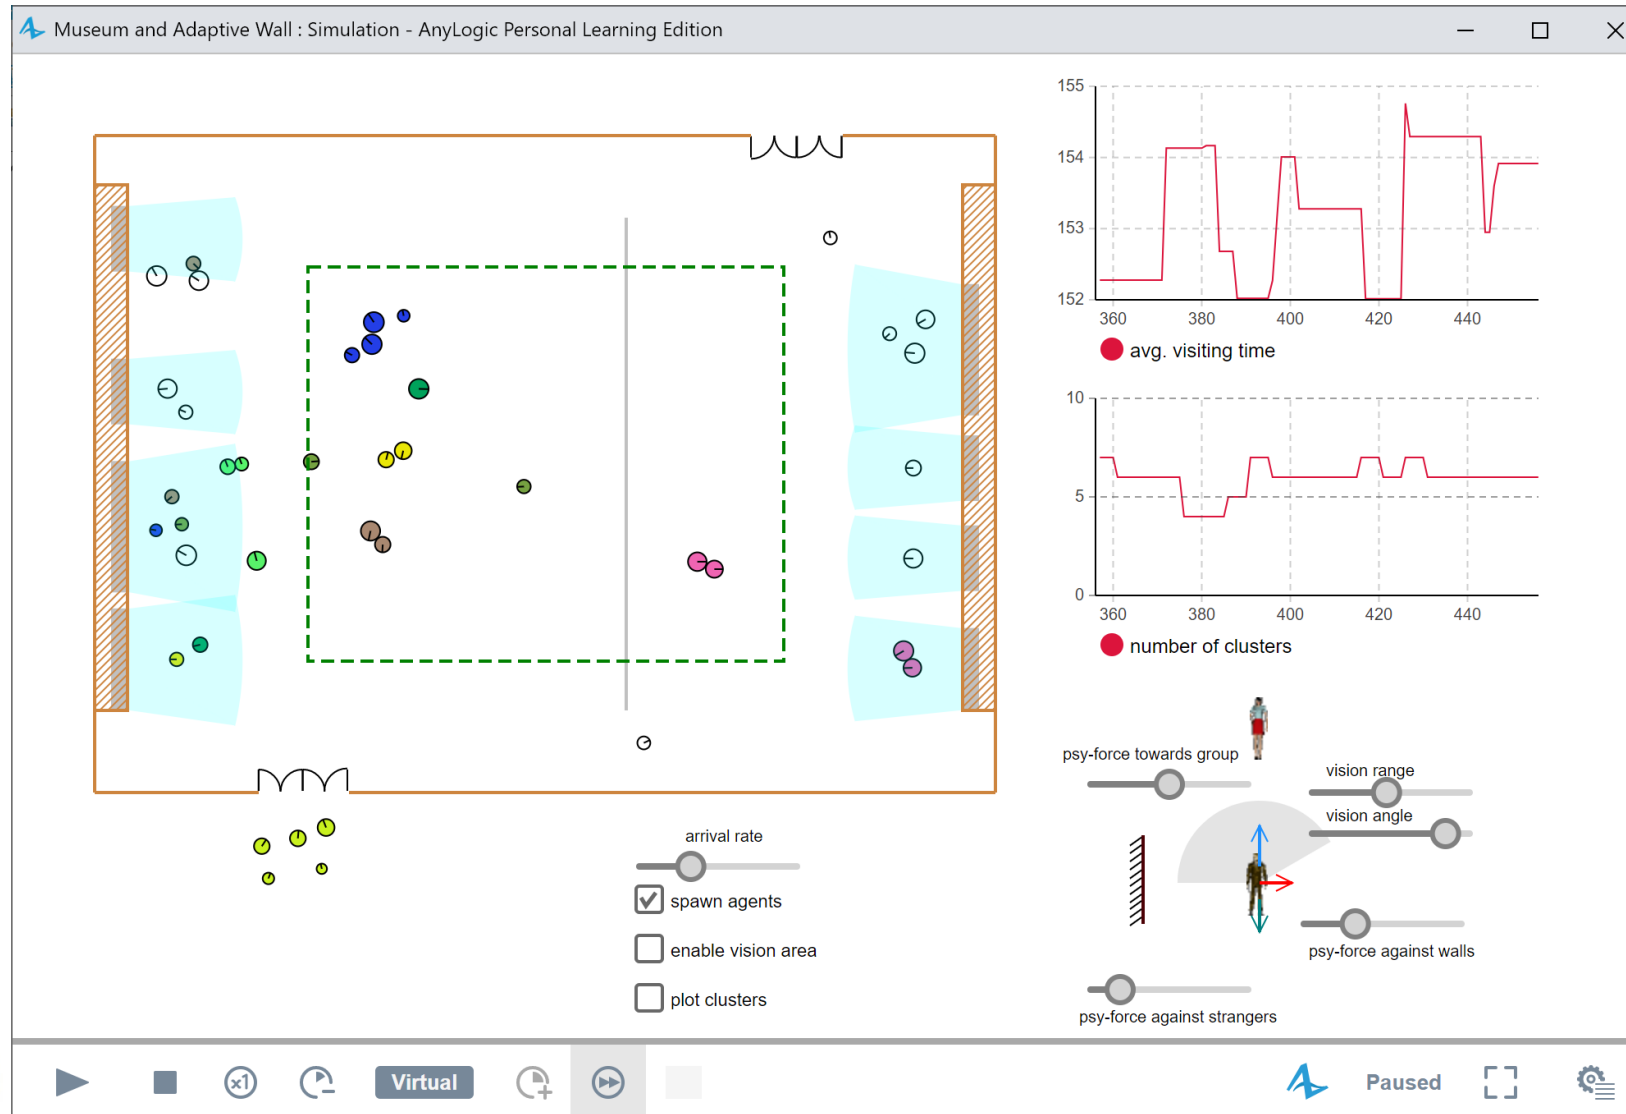 Museum and Adaptive Wall : Simulation - AnyLogic Personal Learning Edition
155
154
153
152
360 380 400 420 440
avg. visiting time
10
5
0
360 380 400 420 440
number of clusters
psy-force towards group
vision range
vision angle
arrival rate
spawn agents
enable vision area
psy-force against walls
plot clusters
psy-force against strangers
x1
Virtual
Paused